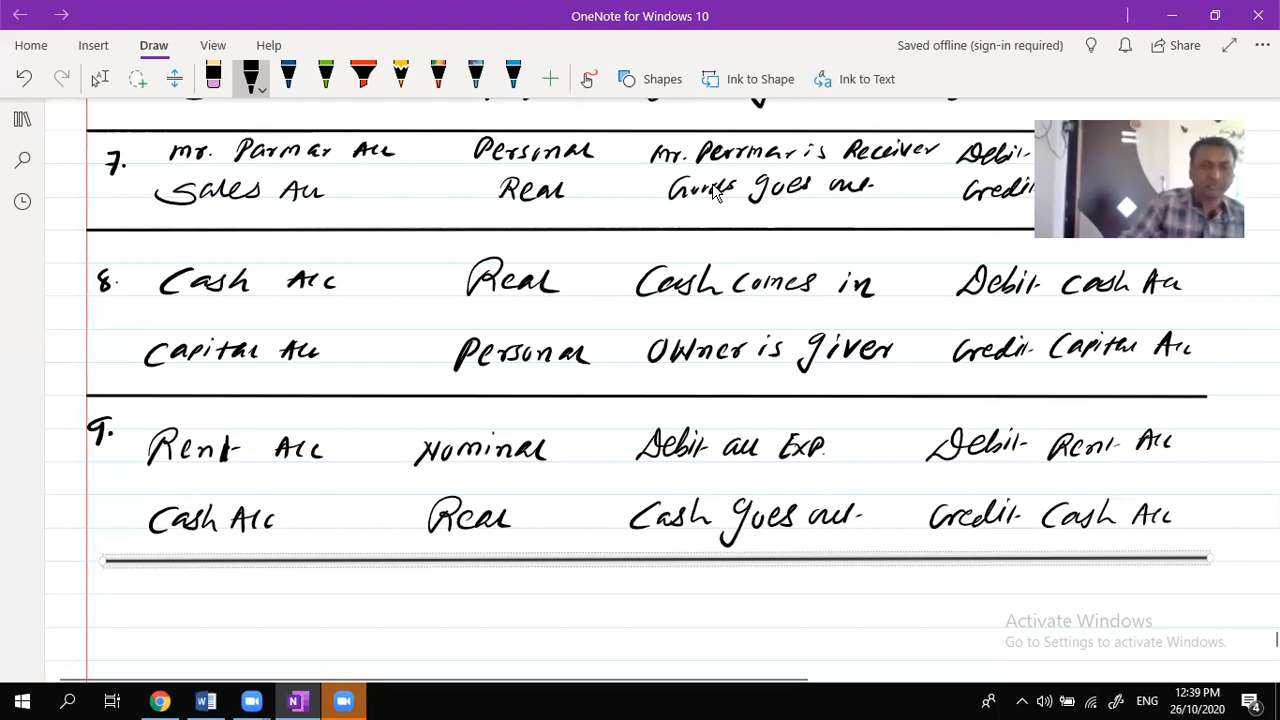 OneNote for Windows 10
Home Insert Draw View Help Saved offline (sign-in required) Share
Shapes Ink to Shape Ink to Text
7. Mr. Parmar A/c Personal Mr. Permar is Receiver Debit
Sales A/c Real Goods goes out Credit
8. Cash A/c Real Cash comes in Debit cash A/c
Capital A/c Personal Owner is giver Credit Capital A/c
9. Rent A/c Nominal Debit all Exp. Debit Rent A/c
Cash A/c Real Cash goes out Credit Cash A/c
Activate Windows
Go to Settings to activate Windows.
ENG
12:39 PM
26/10/2020
4